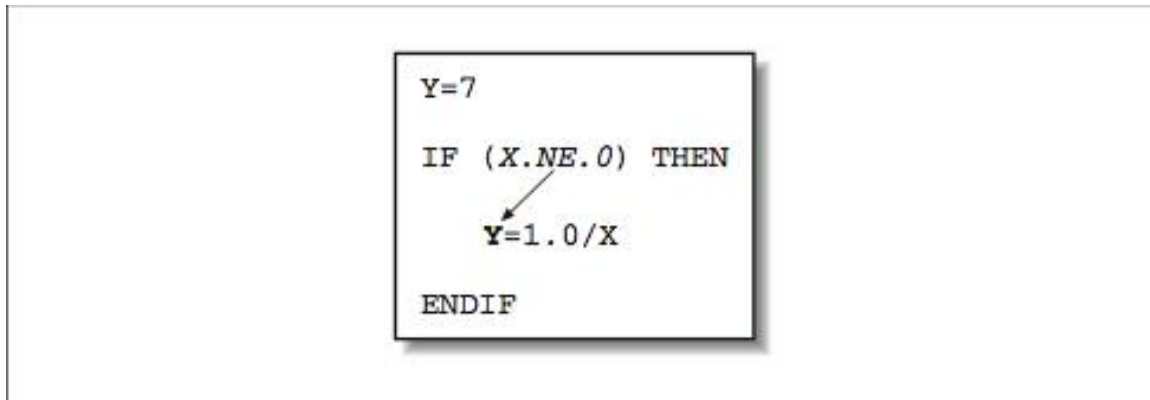 Y=7
IF (X.NE.0) THEN
Y=1.0/X
ENDIF